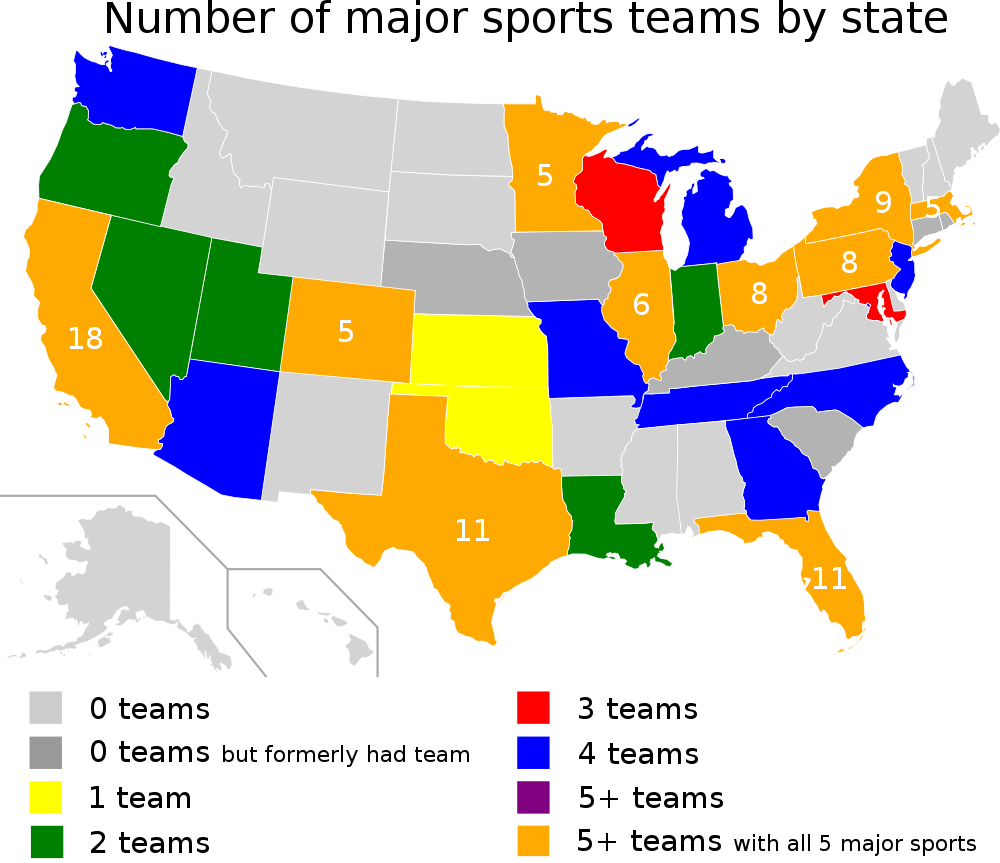 Number of major sports teams by state
5
9
5
8
8
6
5
18
11
11
0 teams
0 teams but formerly had team
1 team
2 teams
3 teams
4 teams
5+ teams
5+ teams with all 5 major sports